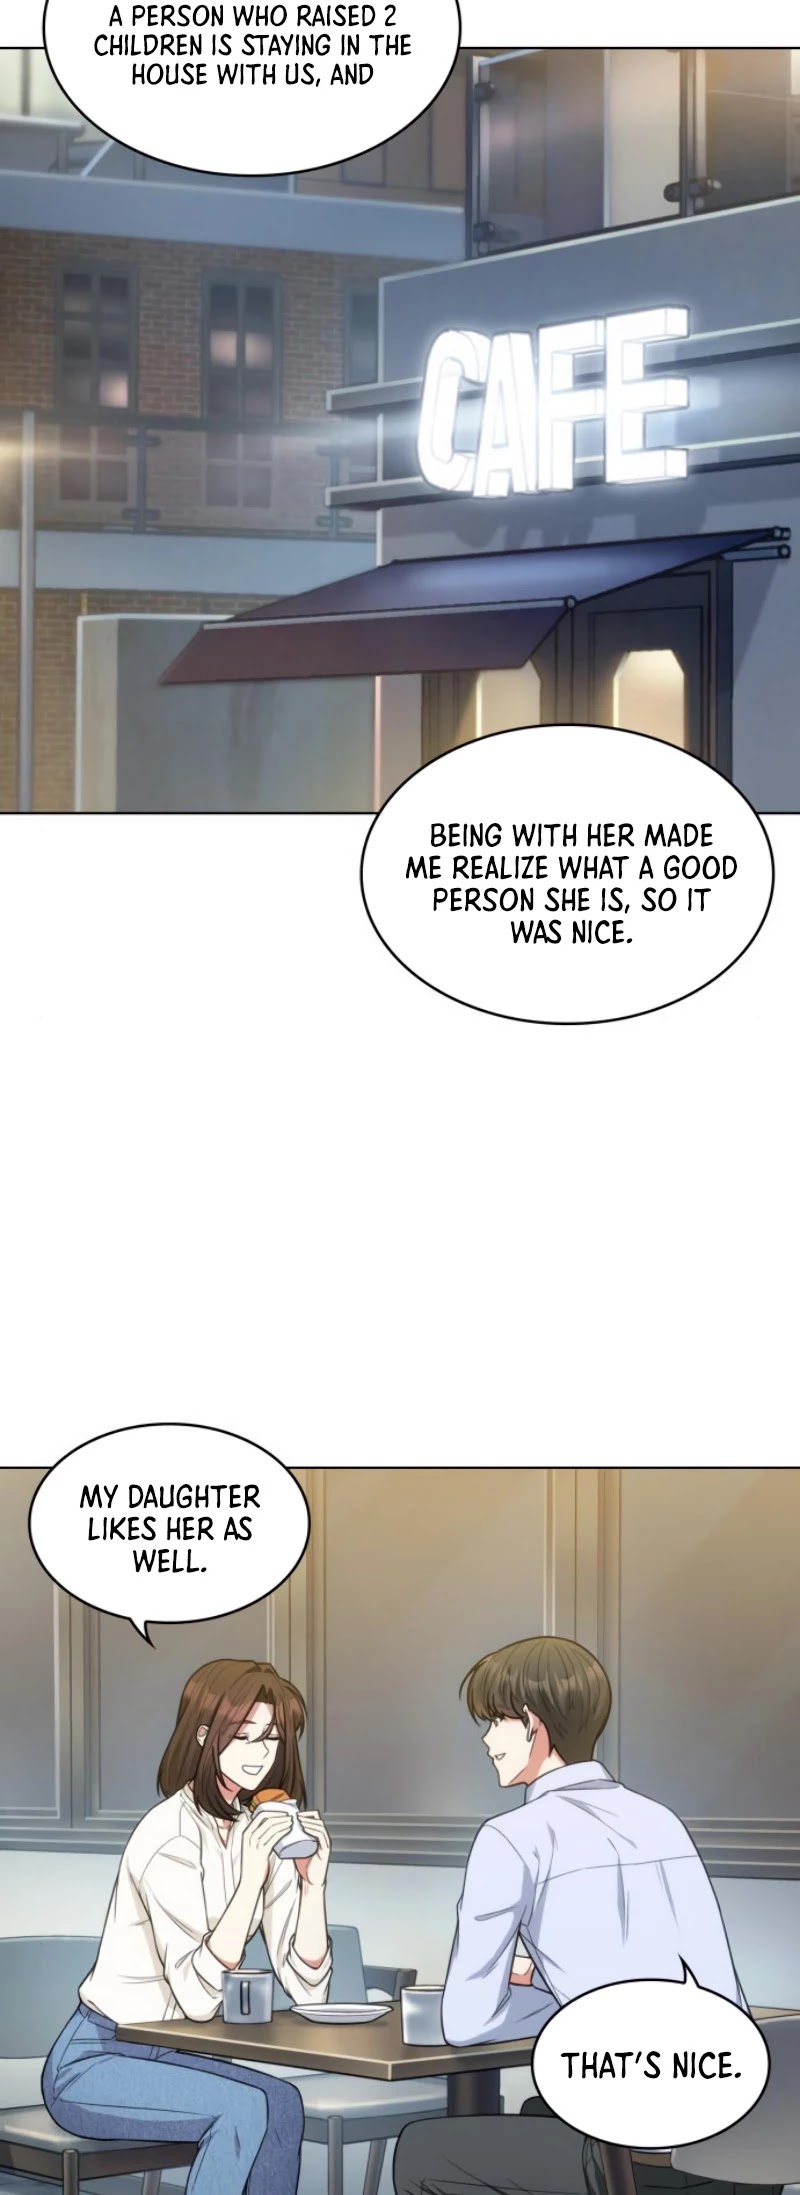 A PERSON WHO RAISED 2
CHILDREN IS STAYING IN THE
HOUSE WITH US, AND
CAFE
BEING WITH HER MADE
ME REALIZE WHAT A GOOD
PERSON SHE IS, SO IT
WAS NICE.
MY DAUGHTER
LIKES HER AS
WELL.
THAT'S NICE.